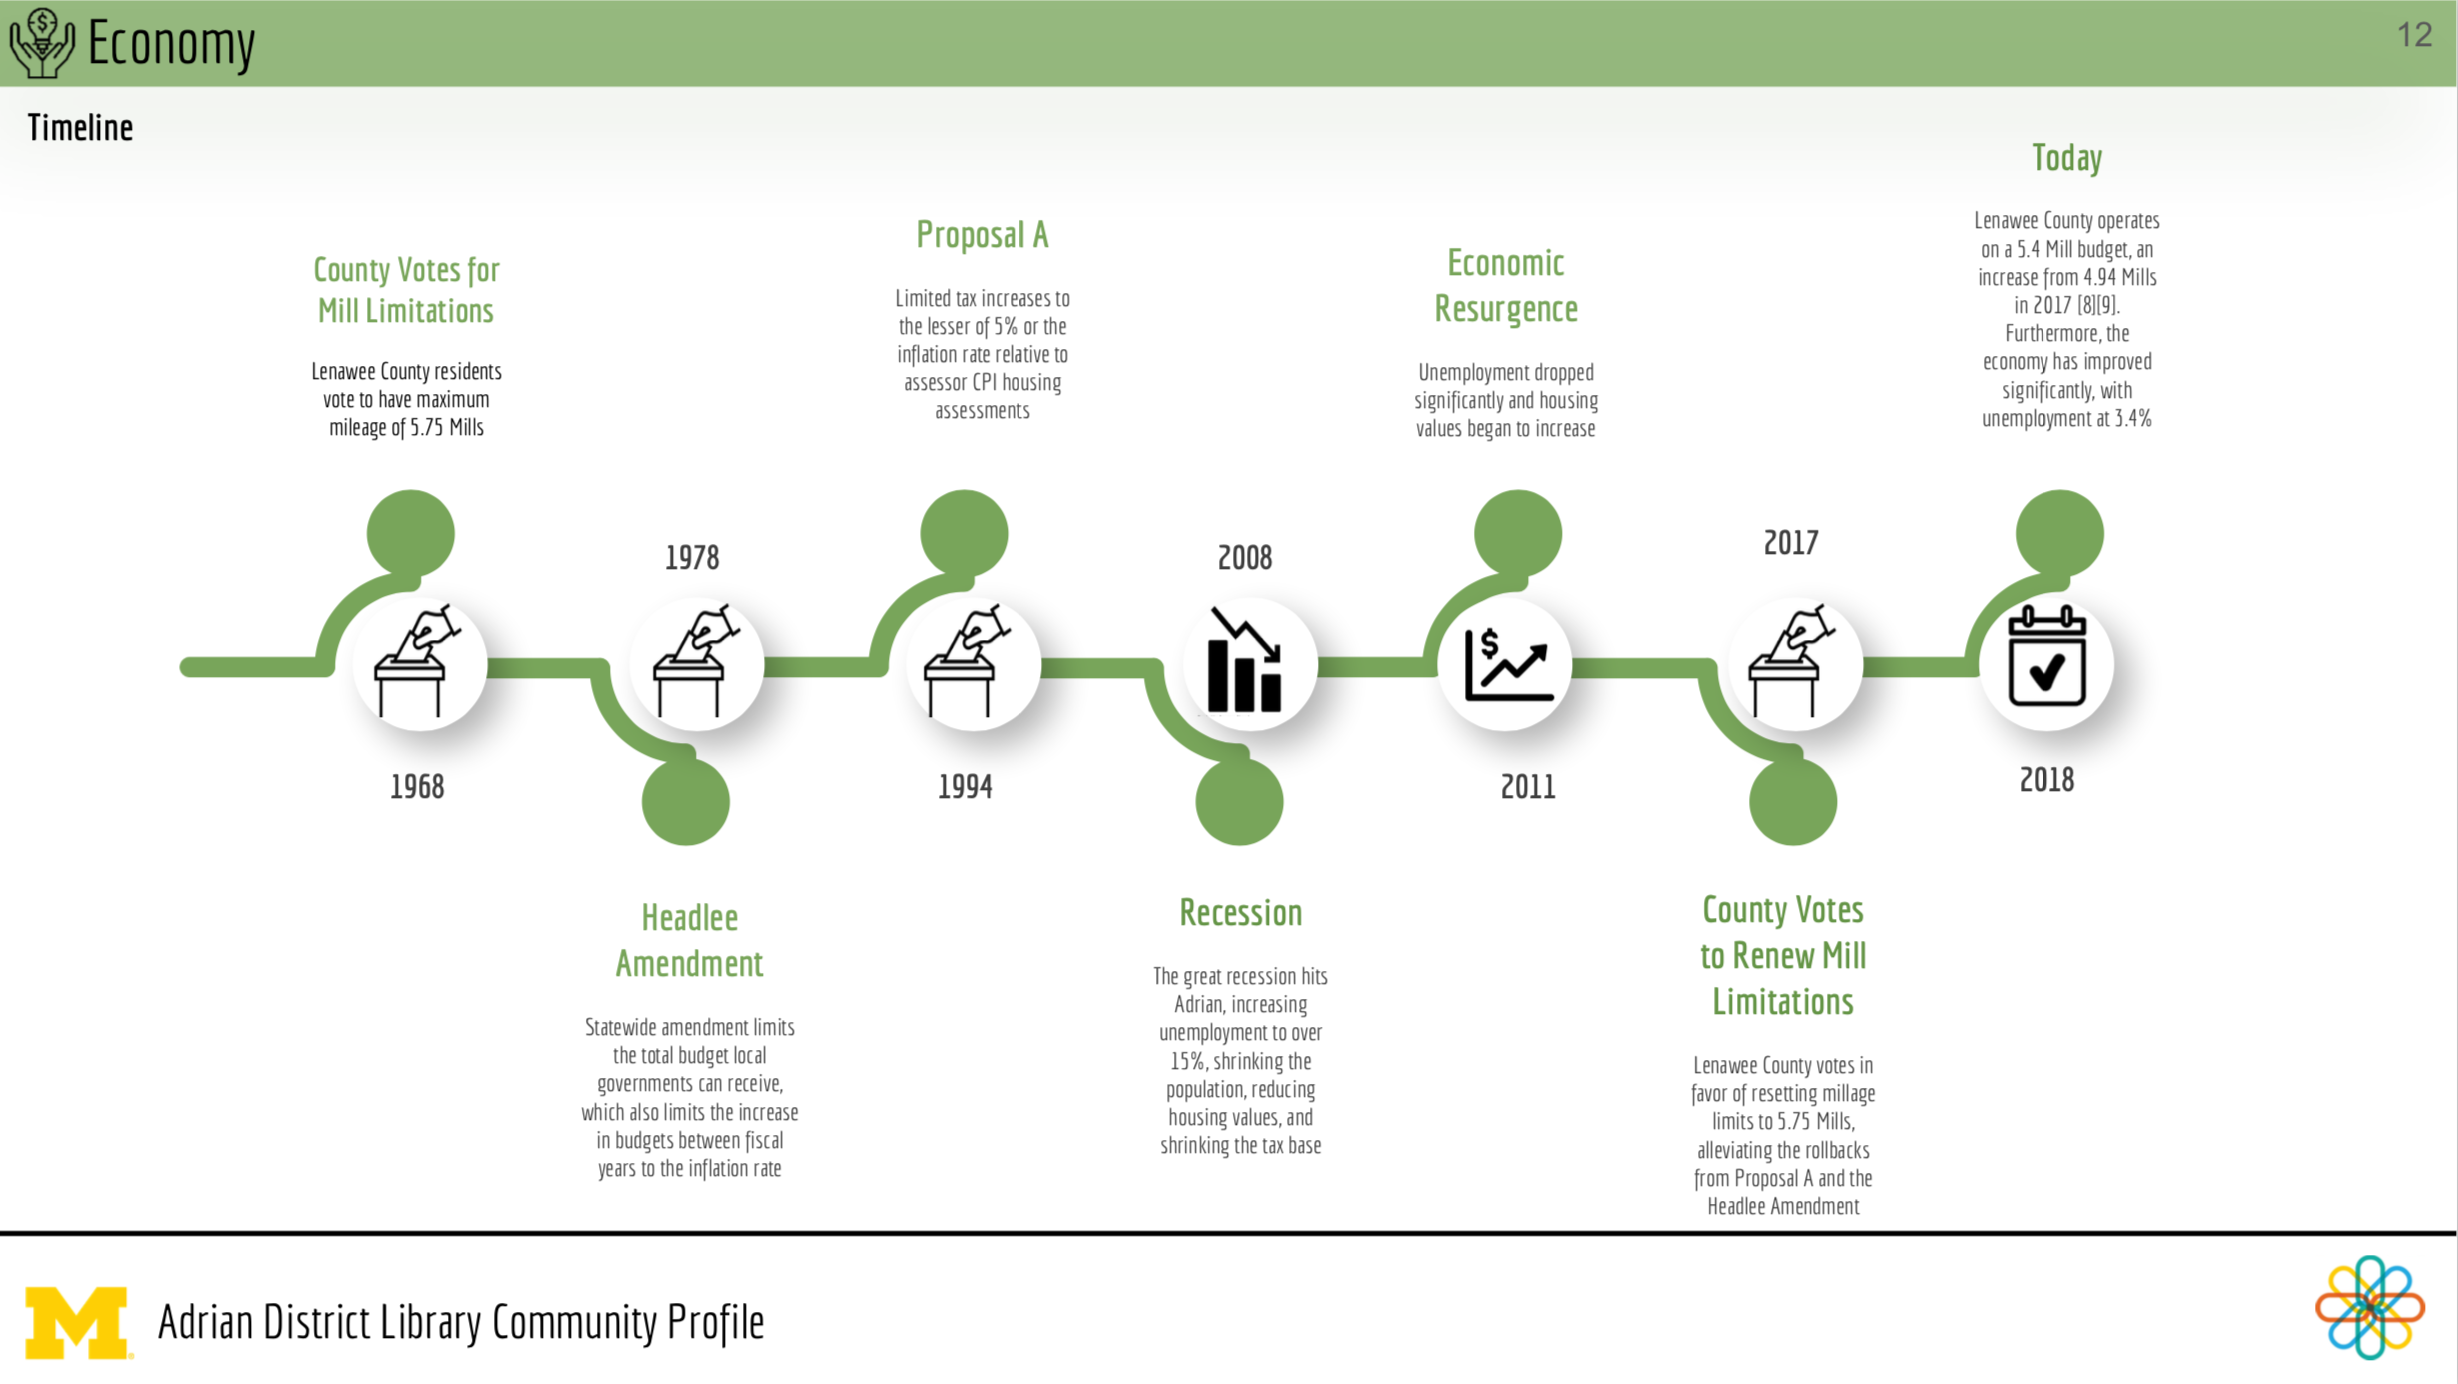 Economy
12
Timeline
County Votes for
Mill Limitations
Lenawee County residents
vote to have maximum
mileage of 5.75 Mills
1968
1978
Headlee
Amendment
Statewide amendment limits
the total budget local
governments can receive,
which also limits the increase
in budgets between fiscal
years to the inflation rate
Proposal A
Limited tax increases to
the lesser of 5% or the
inflation rate relative to
assessor CPI housing
assessments
1994
2008
Recession
The great recession hits
Adrian, increasing
unemployment to over
15%, shrinking the
population, reducing
housing values, and
shrinking the tax base
Economic
Resurgence
Unemployment dropped
significantly and housing
values began to increase
$
2011
2017
County Votes
to Renew Mill
Limitations
Lenawee County votes in
favor of resetting millage
limits to 5.75 Mills,
alleviating the rollbacks
from Proposal A and the
Headlee Amendment
Today
Lenawee County operates
on a 5.4 Mill budget, an
increase from 4.94 Mills
in 2017 [8][9].
Furthermore, the
economy has improved
significantly, with
unemployment at 3.4%
2018
M
Adrian District Library Community Profile